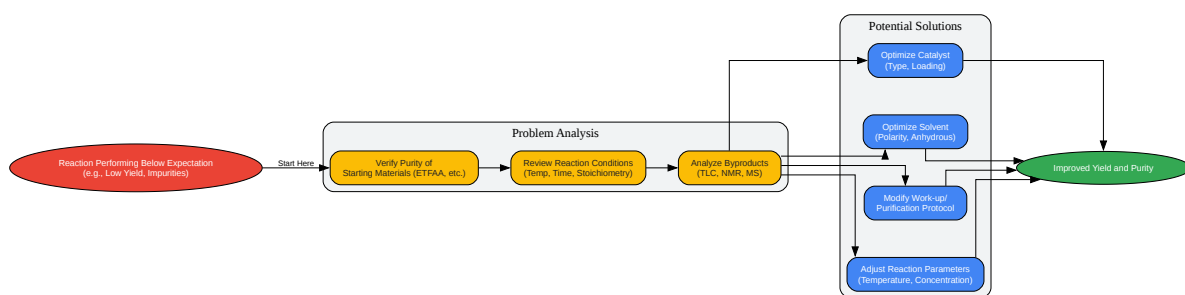 Potential Solutions
Optimize Catalyst
(Type, Loading)
Problem Analysis
Optimize Solvent
(Polarity, Anhydrous)
Reaction Performing Below Expectation
(e.g., Low Yield, Impurities)
Start Here
Verify Purity of
Starting Materials (ETFAA, etc.)
Review Reaction Conditions
(Temp, Time, Stoichiometry)
Analyze Byproducts
(TLC, NMR, MS)
Improved Yield and Purity
Modify Work-up/
Purification Protocol
Adjust Reaction Parameters
(Temperature, Concentration)